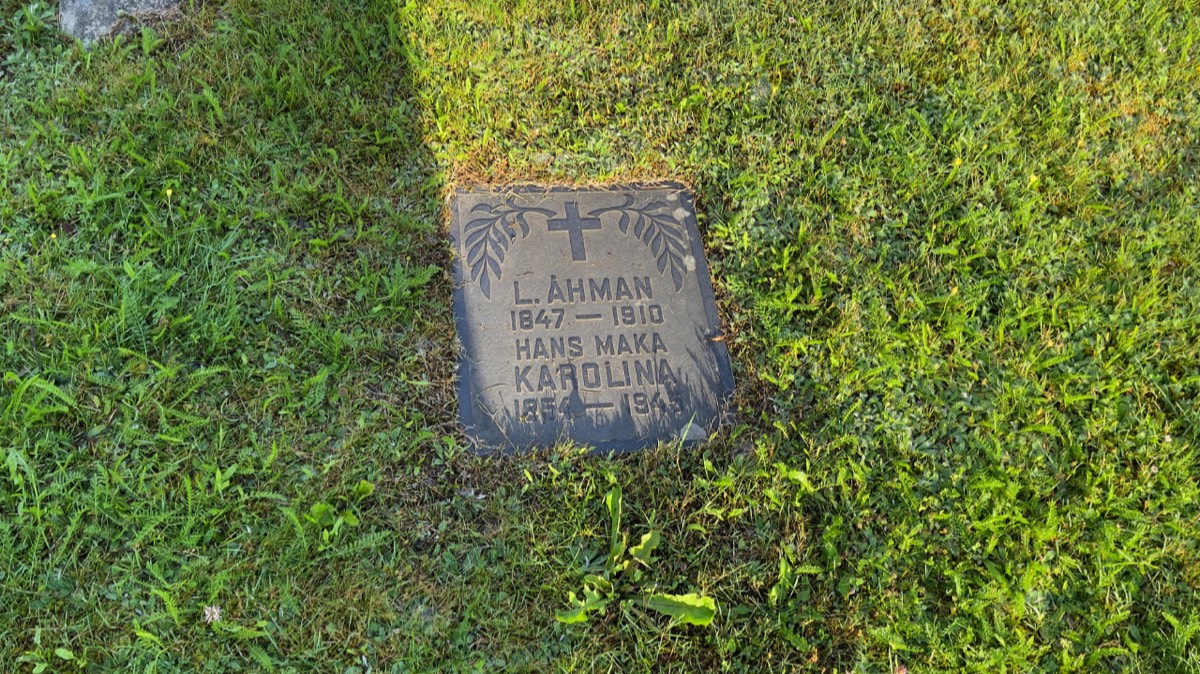 L. ÅHMAN
1847 — 1910
HANS MAKA
KAROLINA
1854 — 1945